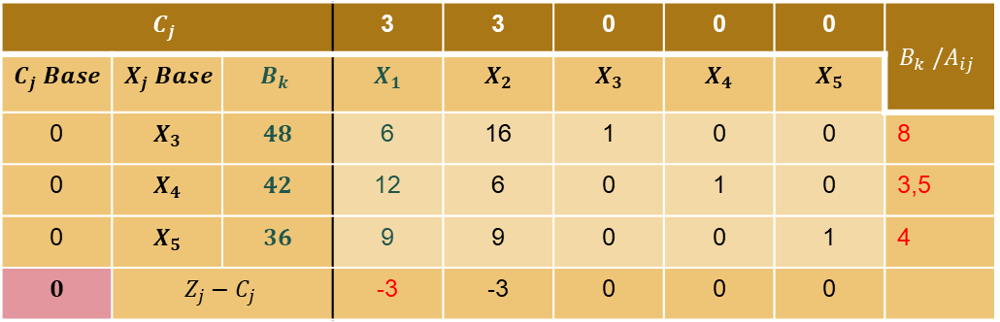 C_j 3 3 0 0 0 B_k /A_ij
C_j Base X_j Base B_k X_1 X_2 X_3 X_4 X_5
0 X_3 48 6 16 1 0 0 8
0 X_4 42 12 6 0 1 0 3,5
0 X_5 36 9 9 0 0 1 4
0 Z_j − C_j -3 -3 0 0 0